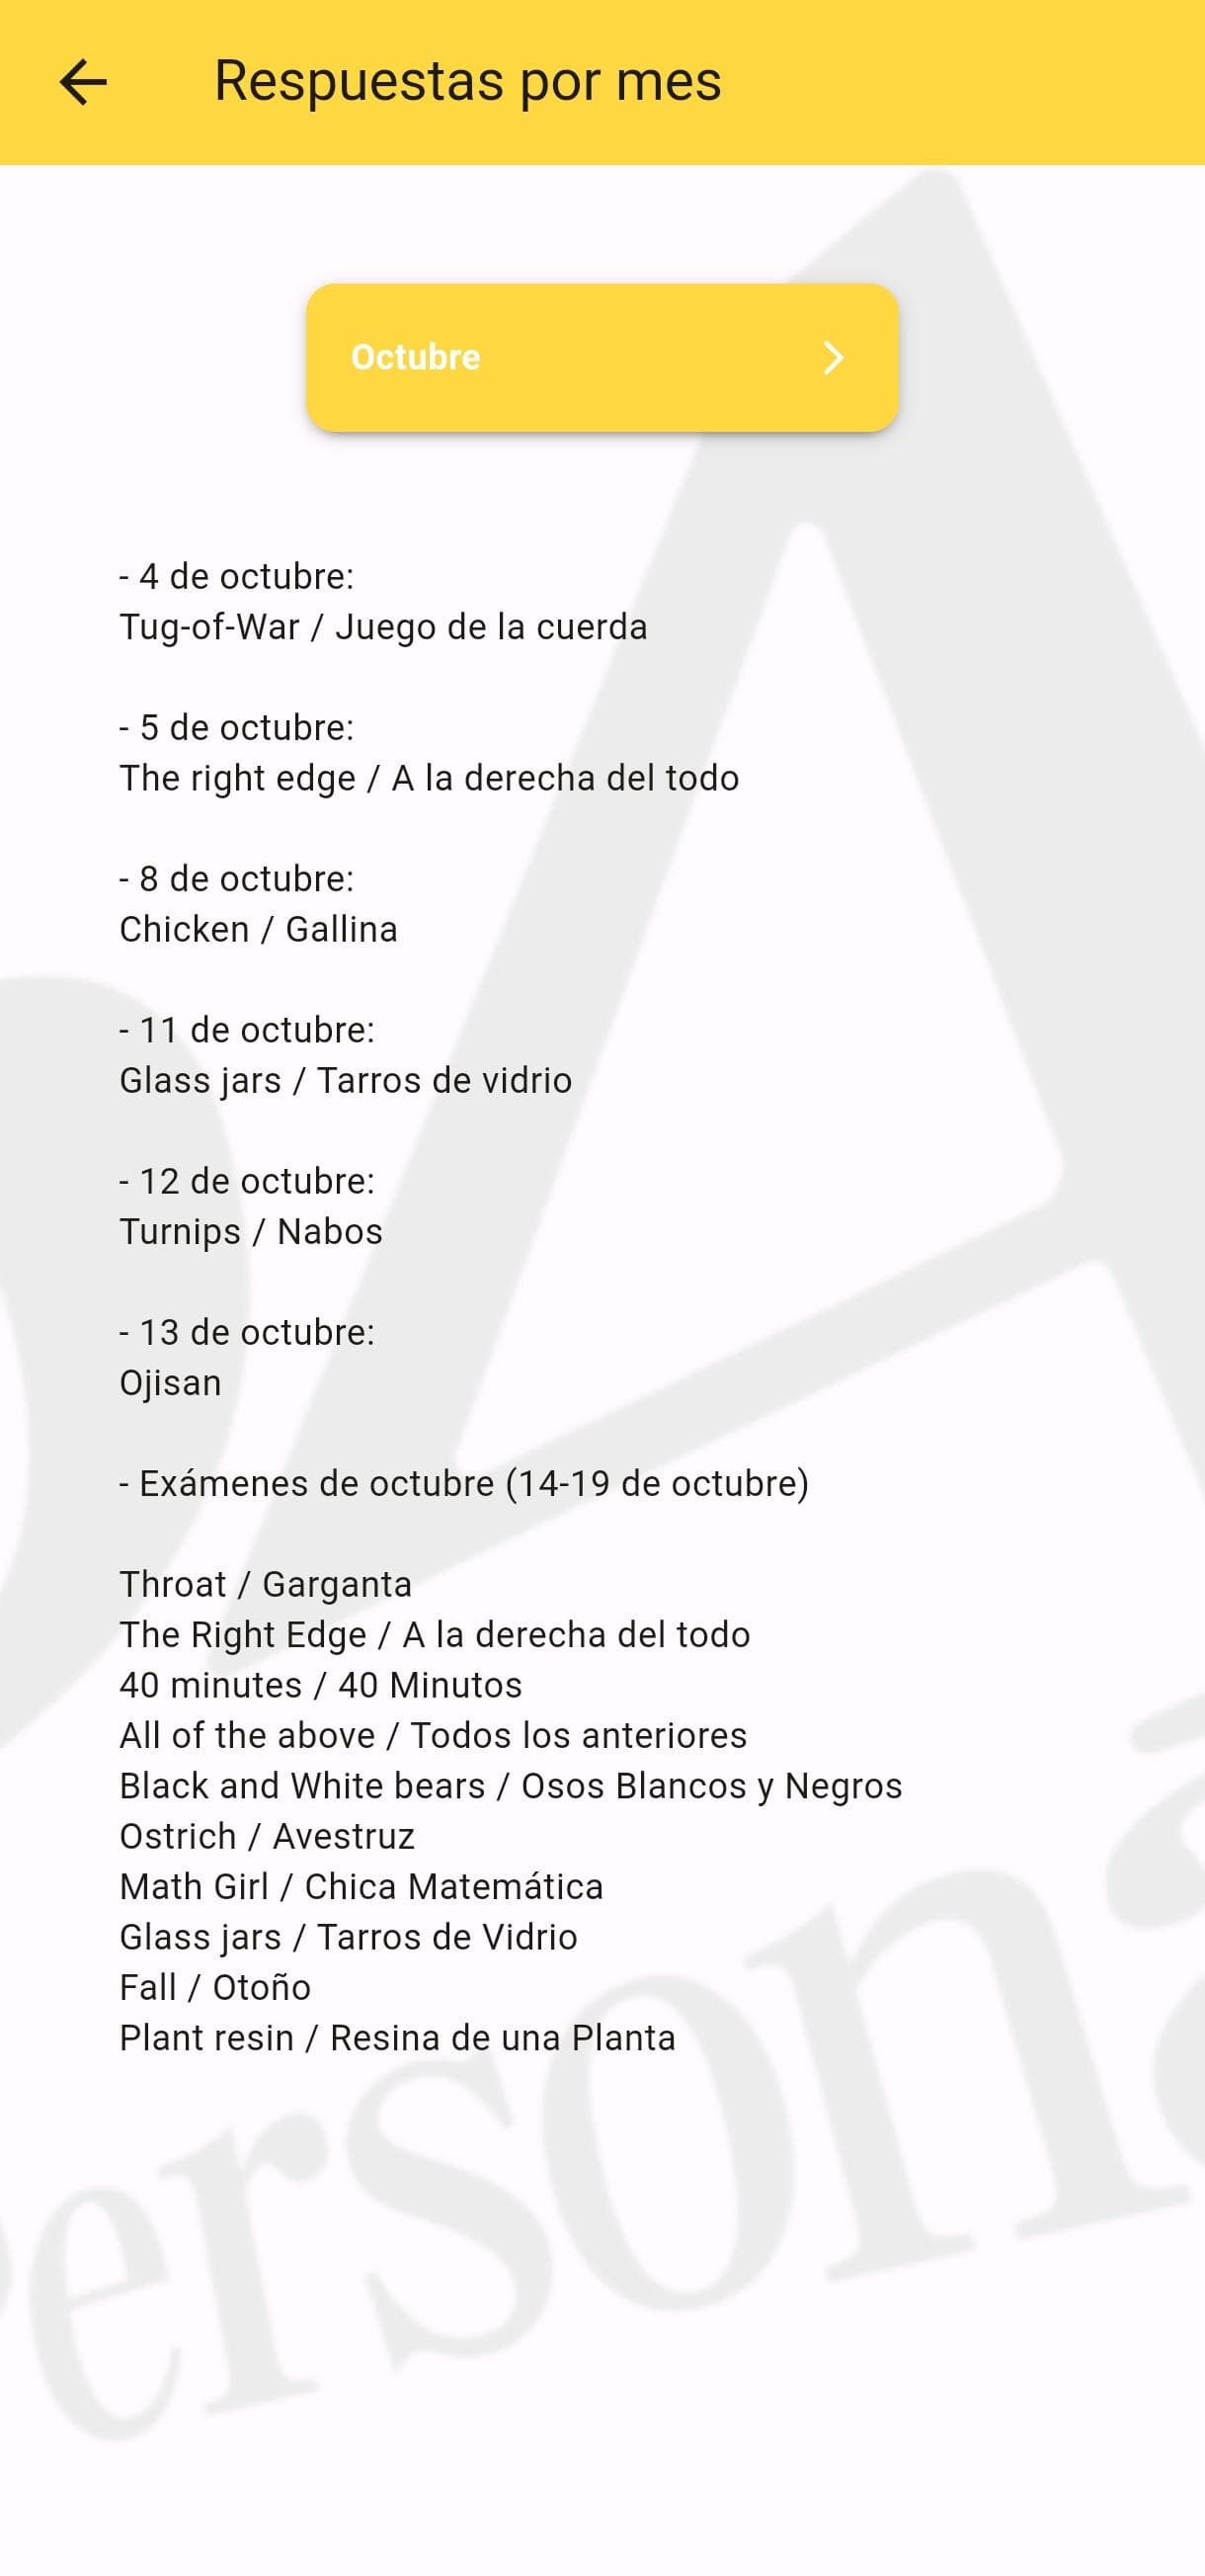 Respuestas por mes
Octubre
- 4 de octubre:
Tug-of-War / Juego de la cuerda
- 5 de octubre:
The right edge / A la derecha del todo
- 8 de octubre:
Chicken / Gallina
- 11 de octubre:
Glass jars / Tarros de vidrio
- 12 de octubre:
Turnips / Nabos
- 13 de octubre:
Ojisan
- Exámenes de octubre (14-19 de octubre)
Throat / Garganta
The Right Edge / A la derecha del todo
40 minutes / 40 Minutos
All of the above / Todos los anteriores
Black and White bears / Osos Blancos y Negros
Ostrich / Avestruz
Math Girl / Chica Matemática
Glass jars / Tarros de Vidrio
Fall / Otoño
Plant resin / Resina de una Planta